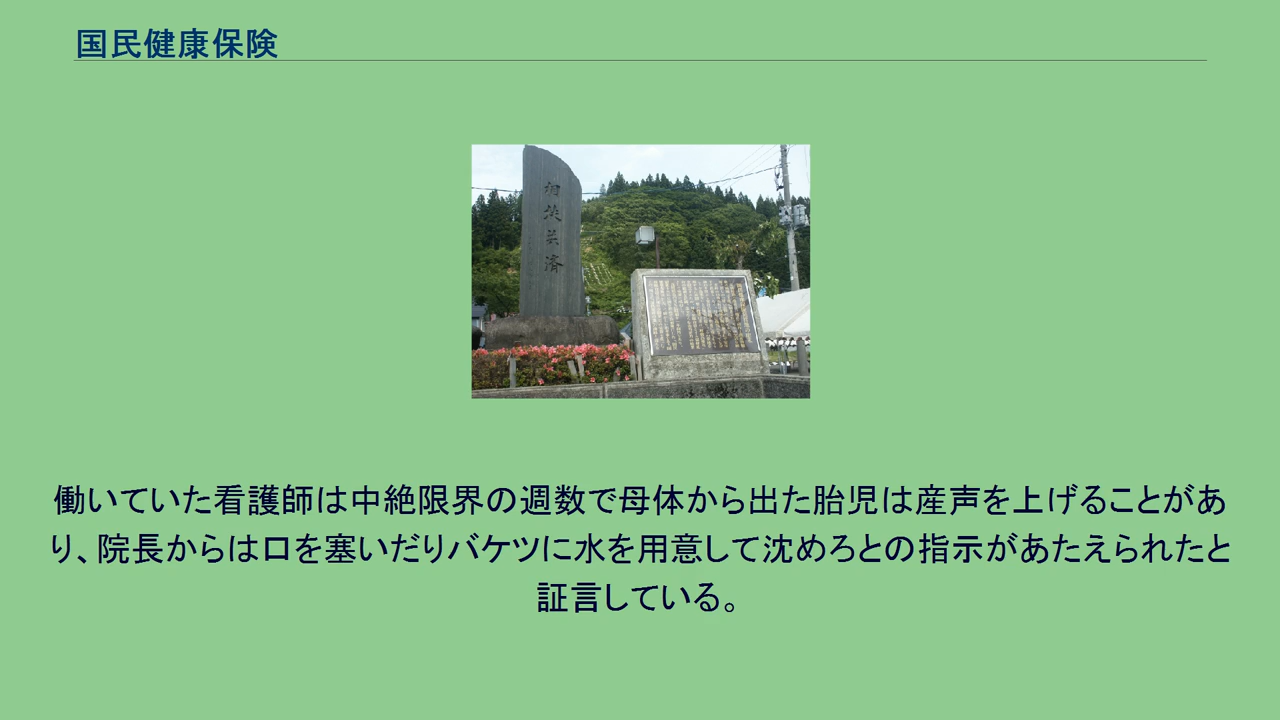 国民健康保険
相扶共済
働いていた看護師は中絶限界の週数で母体から出た胎児は産声を上げることがあ
り、院長からは口を塞いだりバケツに水を用意して沈めろとの指示があたえられたと
証言している。